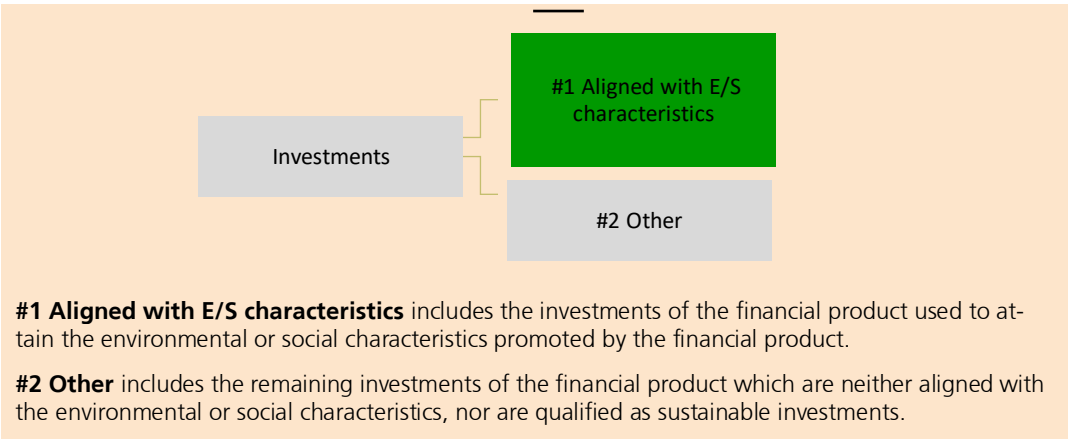 #1 Aligned with E/S
characteristics
Investments
#2 Other
#1 Aligned with E/S characteristics includes the investments of the financial product used to at-
tain the environmental or social characteristics promoted by the financial product.
#2 Other includes the remaining investments of the financial product which are neither aligned with
the environmental or social characteristics, nor are qualified as sustainable investments.